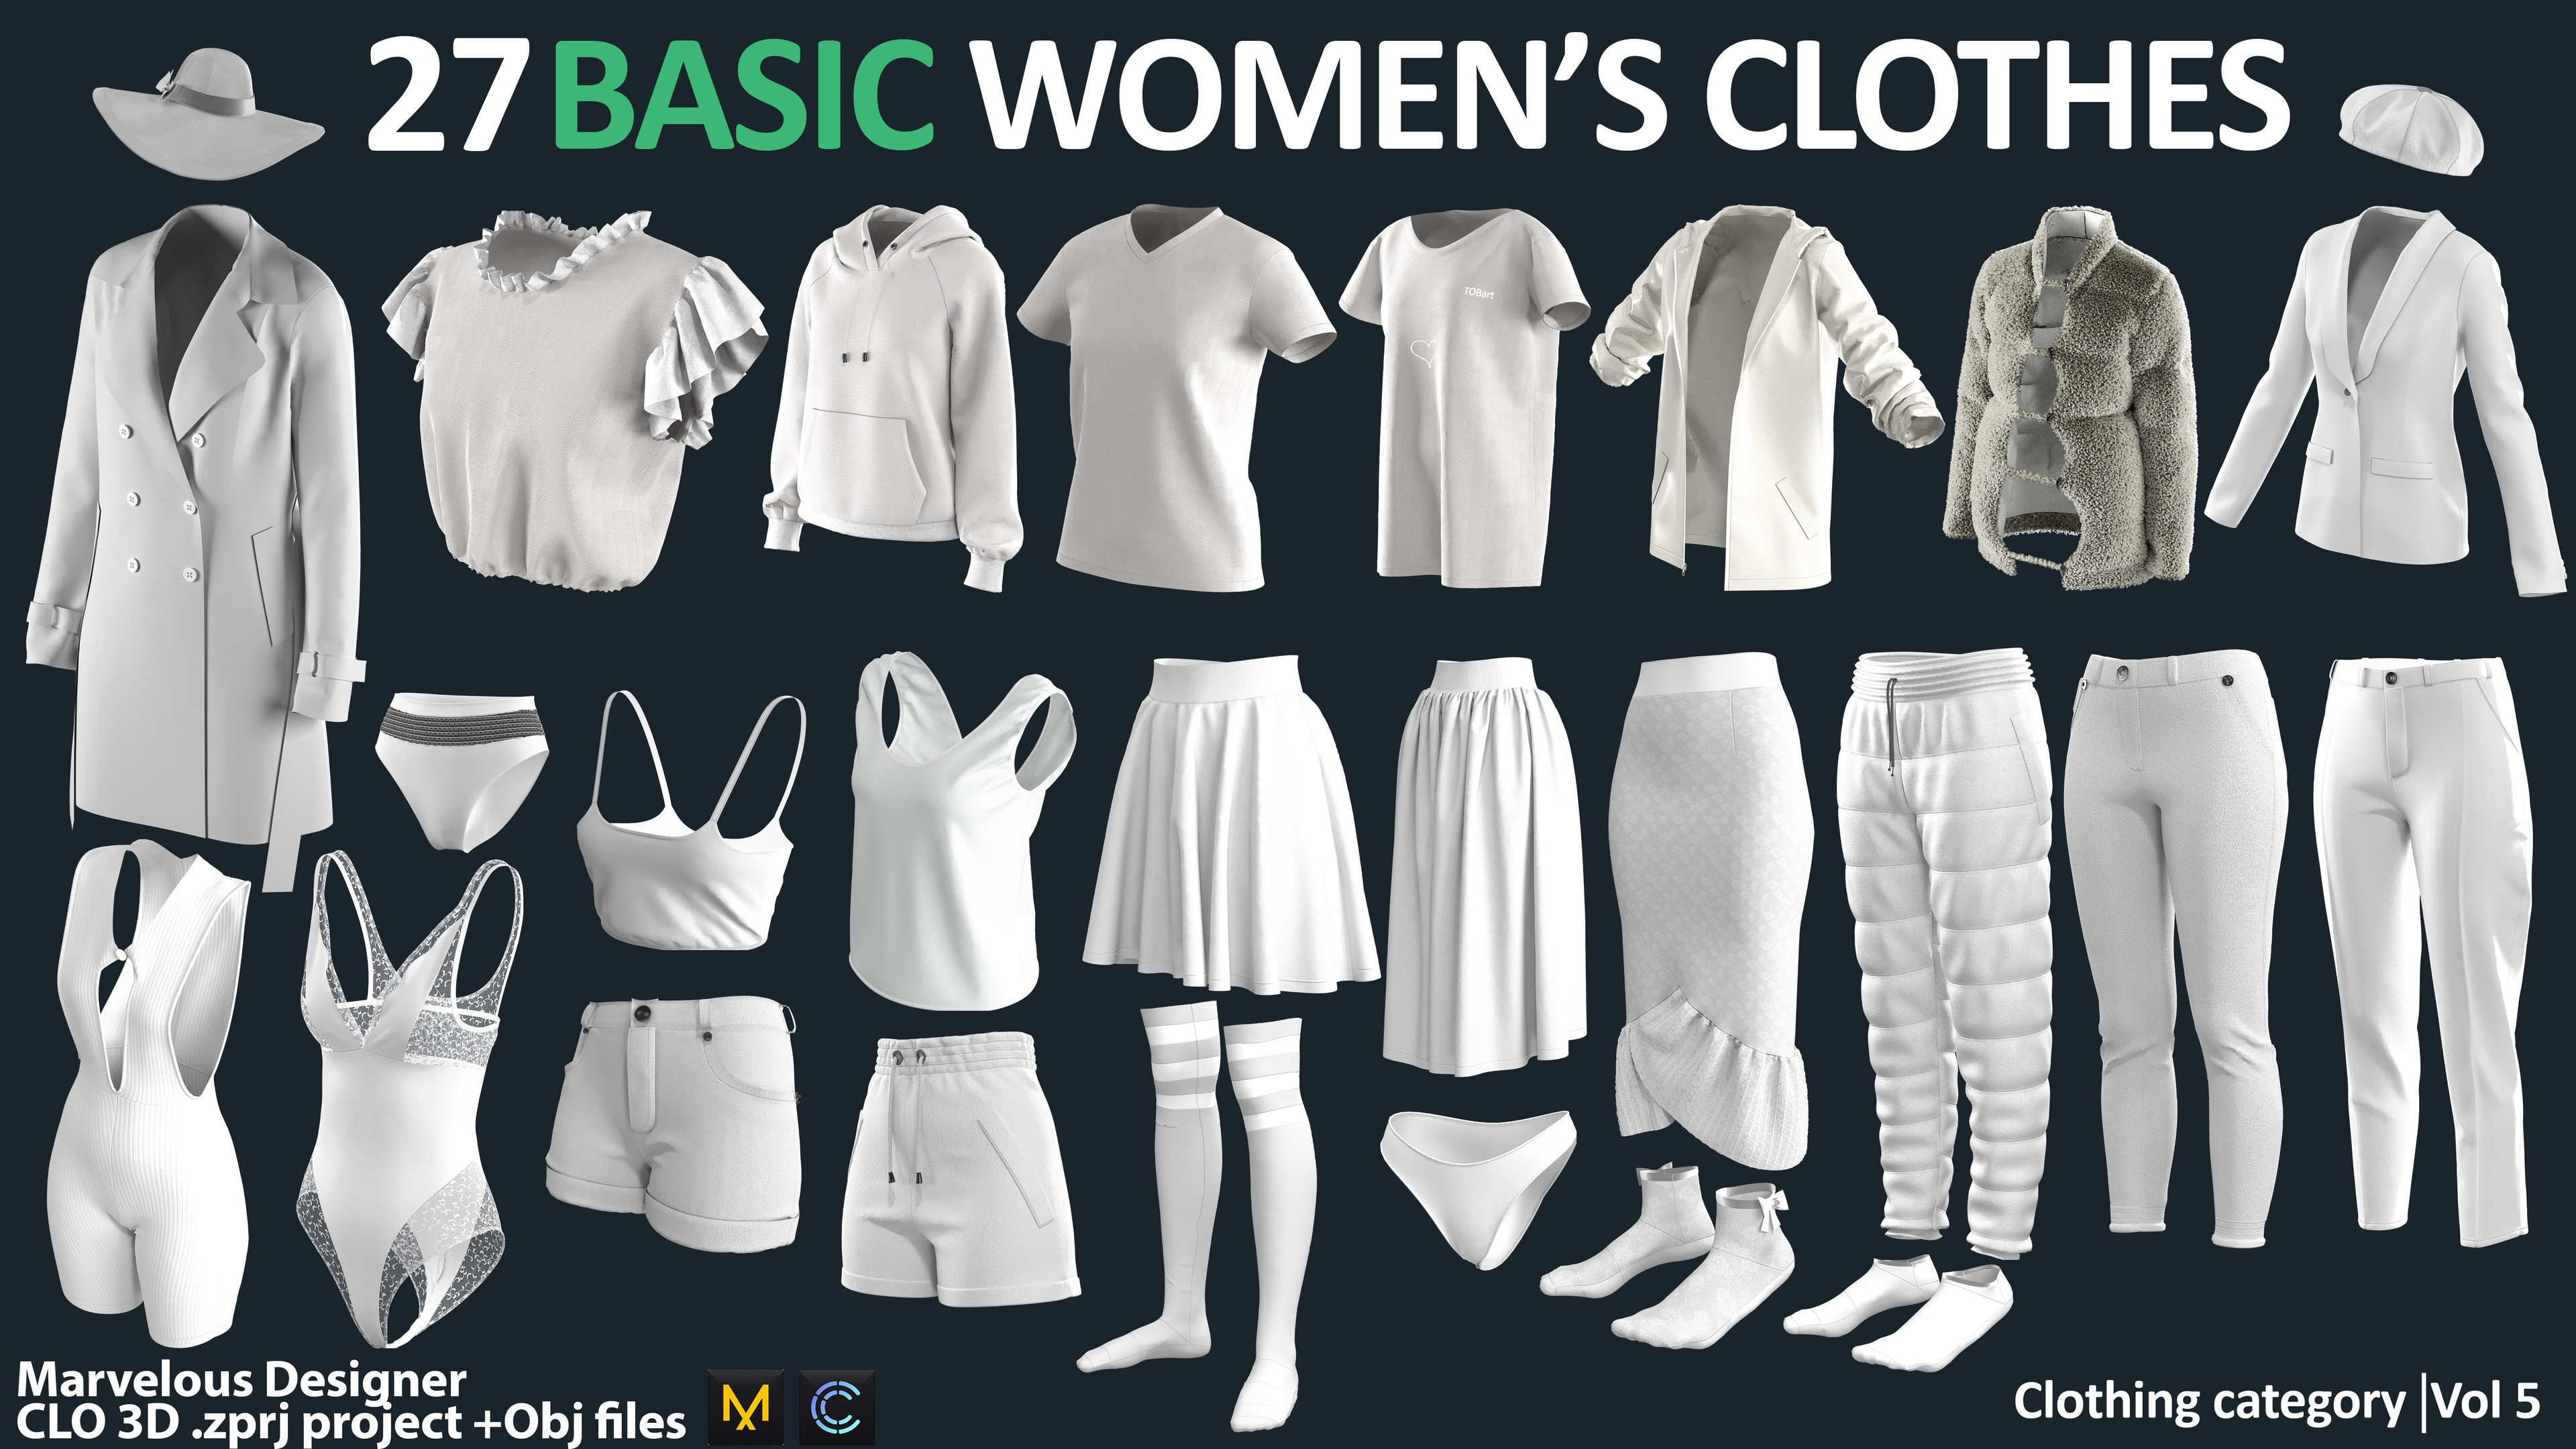 27 BASIC WOMEN'S CLOTHES
TOBart
Marvelous Designer
CLO 3D .zprj project +Obj files
Clothing category |Vol 5